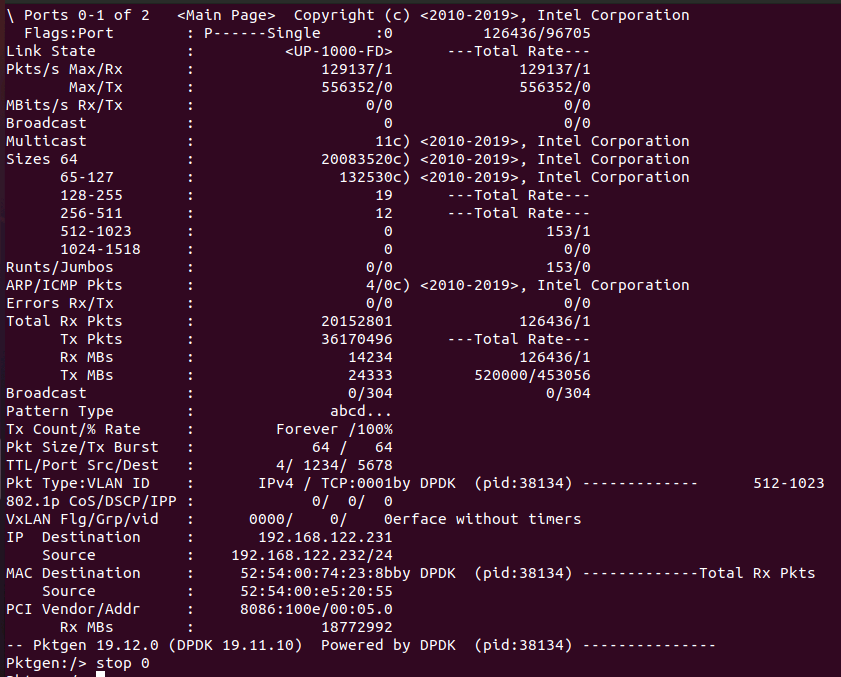 \ Ports 0-1 of 2   <Main Page>  Copyright (c) <2010-2019>, Intel Corporation
  Flags:Port        : P------Single      :0          126436/96705
Link State          :          <UP-1000-FD>      ---Total Rate---
Pkts/s Max/Rx       :              129137/1              129137/1
       Max/Tx       :              556352/0              556352/0
MBits/s Rx/Tx       :                   0/0                   0/0
Broadcast           :                     0                   0/0
Multicast           :                    11c) <2010-2019>, Intel Corporation
Sizes 64            :              20083520c) <2010-2019>, Intel Corporation
      65-127        :                132530c) <2010-2019>, Intel Corporation
      128-255       :                    19      ---Total Rate---
      256-511       :                    12      ---Total Rate---
      512-1023      :                     0                 153/1
      1024-1518     :                     0                   0/0
Runts/Jumbos        :                   0/0                 153/0
ARP/ICMP Pkts       :                   4/0c) <2010-2019>, Intel Corporation
Errors Rx/Tx        :                   0/0                   0/0
Total Rx Pkts       :              20152801              126436/1
      Tx Pkts       :              36170496      ---Total Rate---
      Rx MBs        :                 14234              126436/1
      Tx MBs        :                 24333         520000/453056
Broadcast           :                 0/304                 0/304
Pattern Type        :               abcd...
Tx Count/% Rate     :         Forever /100%
Pkt Size/Tx Burst   :             64 /   64
TTL/Port Src/Dest   :         4/ 1234/ 5678
Pkt Type:VLAN ID    :       IPv4 / TCP:0001by DPDK  (pid:38134) -------------      512-1023
802.1p CoS/DSCP/IPP :             0/  0/  0
VxLAN Flg/Grp/vid   :      0000/    0/    0erface without timers
IP  Destination     :       192.168.122.231
    Source          :    192.168.122.232/24
MAC Destination     :     52:54:00:74:23:8bby DPDK  (pid:38134) -------------Total Rx Pkts
    Source          :     52:54:00:e5:20:55
PCI Vendor/Addr     :     8086:100e/00:05.0
      Rx MBs        :              18772992
-- Pktgen 19.12.0 (DPDK 19.11.10)  Powered by DPDK  (pid:38134) ---------------
Pktgen:/> stop 0